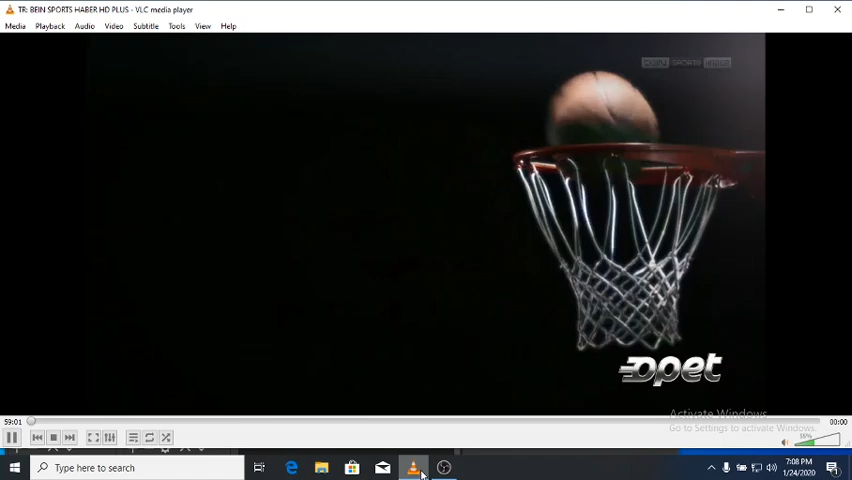 TR: BEIN SPORTS HABER HD PLUS - VLC media player
Media Playback Audio Video Subtitle Tools View Help
SPORTS
opet
59:01
00:00
Activate Windows
Go to Settings to activate Windows.
55%
Type here to search
7:08 PM
1/24/2020